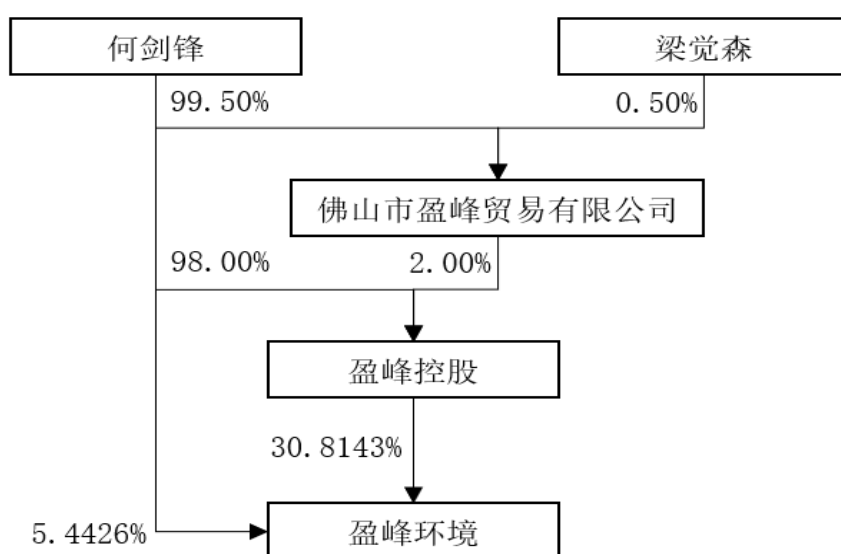 何剑锋
梁觉森
99.50%
0.50%
佛山市盈峰贸易有限公司
98.00%
2.00%
盈峰控股
30.8143%
5.4426%
盈峰环境